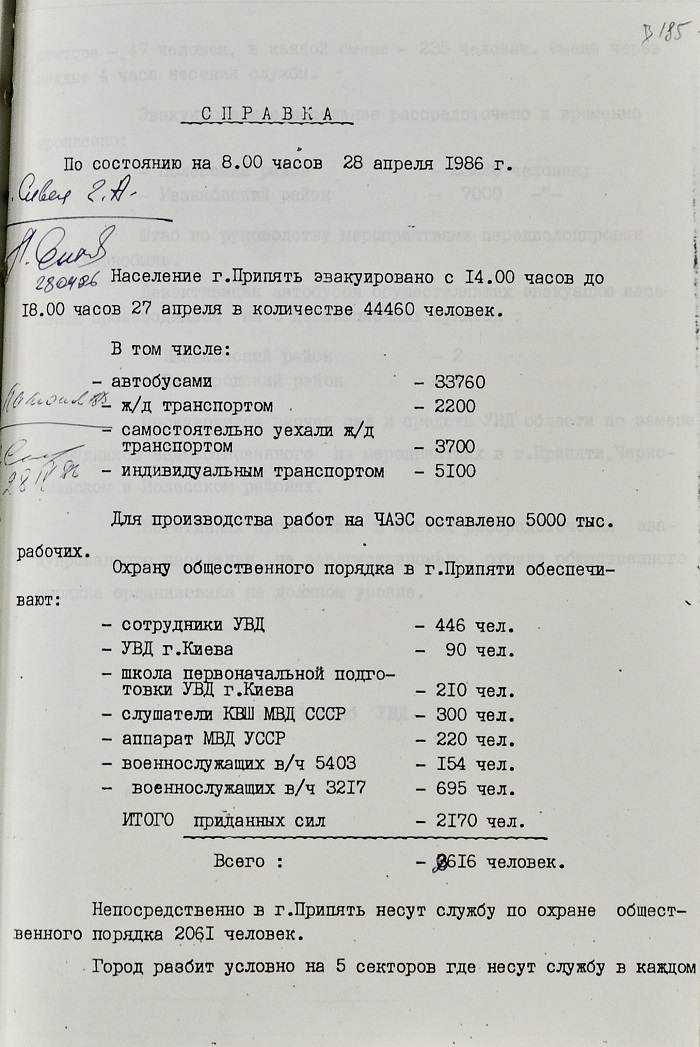 В 185
С П Р А В К А
По состоянию на 8.00 часов 28 апреля 1986 г.
28.04.86
Население г.Припять эвакуировано с 14.00 часов до
18.00 часов 27 апреля в количестве 44460 человек.
В том числе:
- автобусами - 33760
- ж/д транспортом - 2200
- самостоятельно уехали ж/д
транспортом - 3700
- индивидуальным транспортом - 5100
28 IV 86
Для производства работ на ЧАЭС оставлено 5000 тыс.
рабочих.
Охрану общественного порядка в г.Припяти обеспечи-
вают:
- сотрудники УВД - 446 чел.
- УВД г.Киева - 90 чел.
- школа первоначальной подго-
товки УВД г.Киева - 210 чел.
- слушатели КВШ МВД СССР - 300 чел.
- аппарат МВД УССР - 220 чел.
- военнослужащих в/ч 5403 - 154 чел.
- военнослужащих в/ч 3217 - 695 чел.
ИТОГО приданных сил - 2170 чел.
Всего : - 2616 человек.
Непосредственно в г.Припять несут службу по охране общест-
венного порядка 2061 человек.
Город разбит условно на 5 секторов где несут службу в каждом